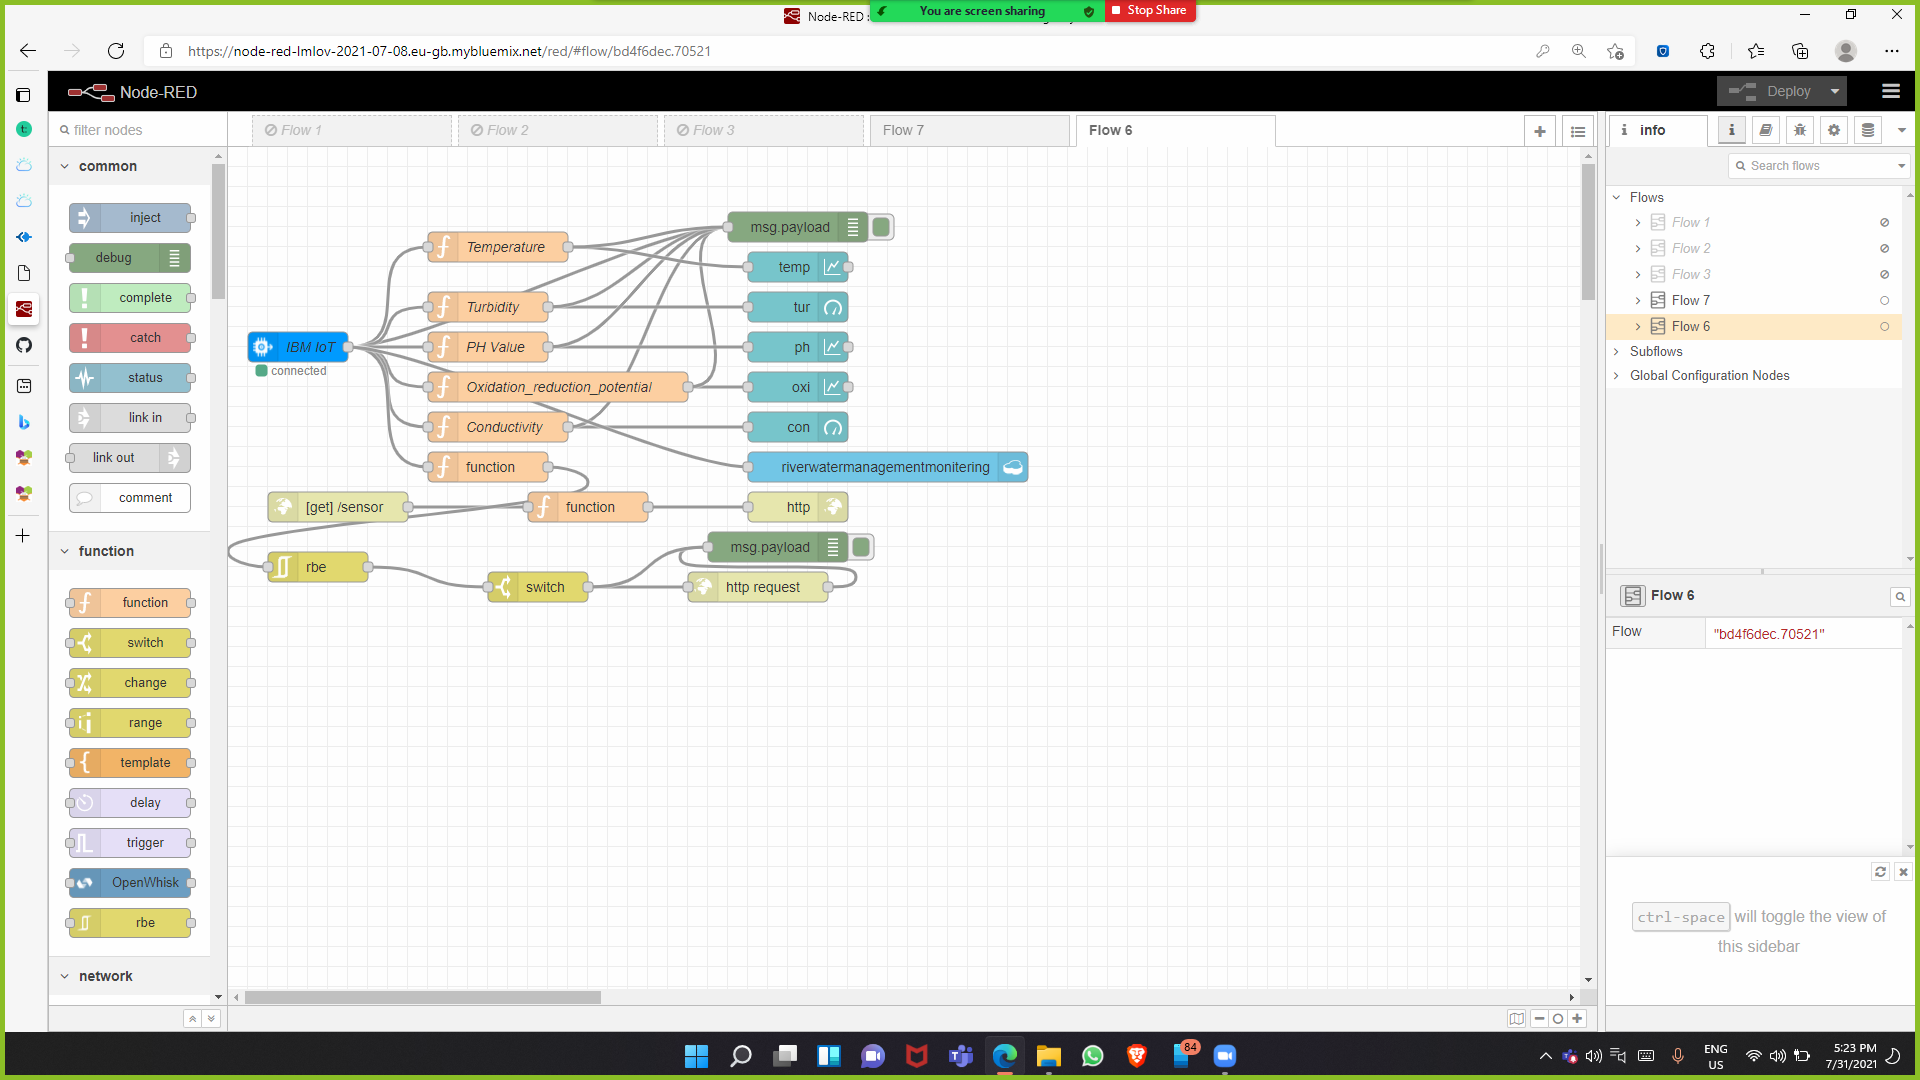 You are screen sharing
Stop Share
Node-RED :
https://node-red-lmlov-2021-07-08.eu-gb.mybluemix.net/red/#flow/bd4f6dec.70521
Node-RED
Deploy
filter nodes
Flow 1
Flow 2
Flow 3
Flow 7
Flow 6
info
Search flows
common
inject
debug
complete
catch
status
link in
link out
comment
function
function
switch
change
range
template
delay
trigger
OpenWhisk
rbe
network
msg.payload
Temperature
temp
Turbidity
tur
IBM IoT
connected
PH Value
ph
Oxidation_reduction_potential
oxi
Conductivity
con
function
riverwatermanagementmonitering
[get] /sensor
function
http
msg.payload
rbe
switch
http request
Flows
Flow 1
Flow 2
Flow 3
Flow 7
Flow 6
Subflows
Global Configuration Nodes
Flow 6
Flow
"bd4f6dec.70521"
ctrl-space will toggle the view of
this sidebar
84
ENG
US
5:23 PM
7/31/2021